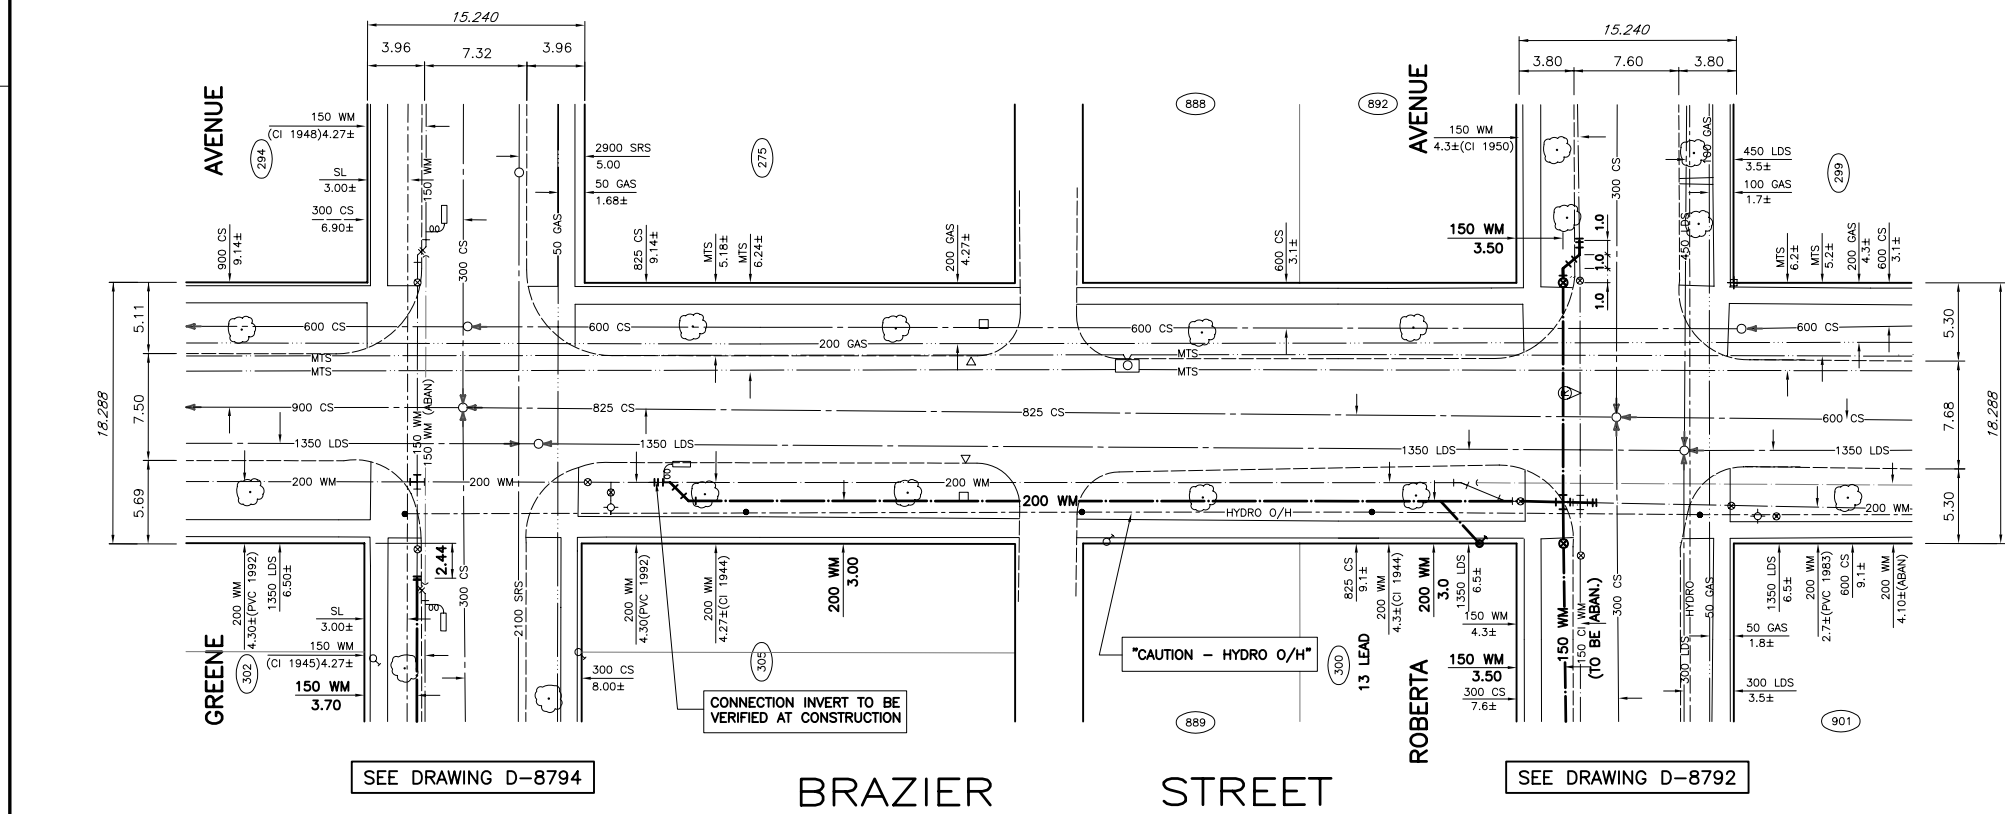 15.240
3.96
7.32
3.96
15.240
3.80
7.60
3.80
AVENUE
294
150 WM
(CI 1948)4.27±
SL
3.00±
300 CS
6.90±
900 CS
9.14±
150 WM
300 CS
2900 SRS
5.00
50 GAS
1.68±
50 GAS
275
825 CS
9.14±
MTS
5.18±
MTS
6.24±
200 GAS
4.27±
888
892
600 CS
3.1±
AVENUE
150 WM
4.3±(CI 1950)
150 WM
3.50
1.0
1.0
1.0
300 CS
100 GAS
450 LDS
450 LDS
3.5±
100 GAS
1.7±
299
MTS
6.2±
MTS
5.2±
200 GAS
4.3±
600 CS
3.1±
18.288
5.11
7.50
5.69
600 CS
600 CS
200 GAS
600 CS
600 CS
MTS
MTS
MTS
MTS
900 CS
825 CS
825 CS
600 CS
150 WM (ABAN)
150 WM
1350 LDS
1350 LDS
1350 LDS
1350 LDS
200 WM
200 WM
200 WM
200 WM
200 WM
HYDRO O/H
5.30
7.68
5.30
18.288
200 WM
4.30±(PVC 1992)
1350 LDS
6.50±
2.44
300 CS
2100 SRS
200 WM
4.30(PVC 1992)
200 WM
4.27±(CI 1944)
200 WM
3.00
825 CS
9.1±
200 WM
4.3±(CI 1944)
200 WM
3.0
1350 LDS
6.5±
SL
3.00±
150 WM
(CI 1945)4.27±
150 WM
3.70
302
GREENE
300 CS
8.00±
305
CONNECTION INVERT TO BE
VERIFIED AT CONSTRUCTION
"CAUTION – HYDRO O/H"
300
13 LEAD
889
ROBERTA
150 WM
4.3±
150 WM
3.50
300 CS
7.6±
150 WM
150 CI WM
(TO BE ABAN.)
300 CS
HYDRO
300 LDS
50 GAS
50 GAS
1.8±
300 LDS
3.5±
1350 LDS
6.5±
200 WM
2.7±(PVC 1983)
600 CS
9.1±
200 WM
4.10±(ABAN)
901
SEE DRAWING D–8794
BRAZIER STREET
SEE DRAWING D–8792